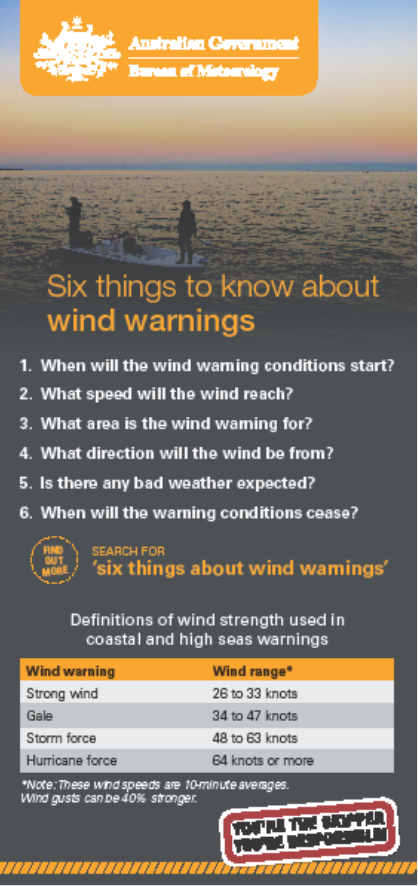 Australian Government
Bureau of Meteorology
Six things to know about
wind warnings
1. When will the wind warning conditions start?
2. What speed will the wind reach?
3. What area is the wind warning for?
4. What direction will the wind be from?
5. Is there any bad weather expected?
6. When will the warning conditions cease?
FIND
OUT
MORE
SEARCH FOR
'six things about wind warnings'
Definitions of wind strength used in
coastal and high seas warnings
Wind warning Wind range*
Strong wind 26 to 33 knots
Gale 34 to 47 knots
Storm force 48 to 63 knots
Hurricane force 64 knots or more
*Note: These wind speeds are 10-minute averages.
Wind gusts can be 40% stronger.
YOU'RE THE SKIPPER
YOU'RE RESPONSIBLE